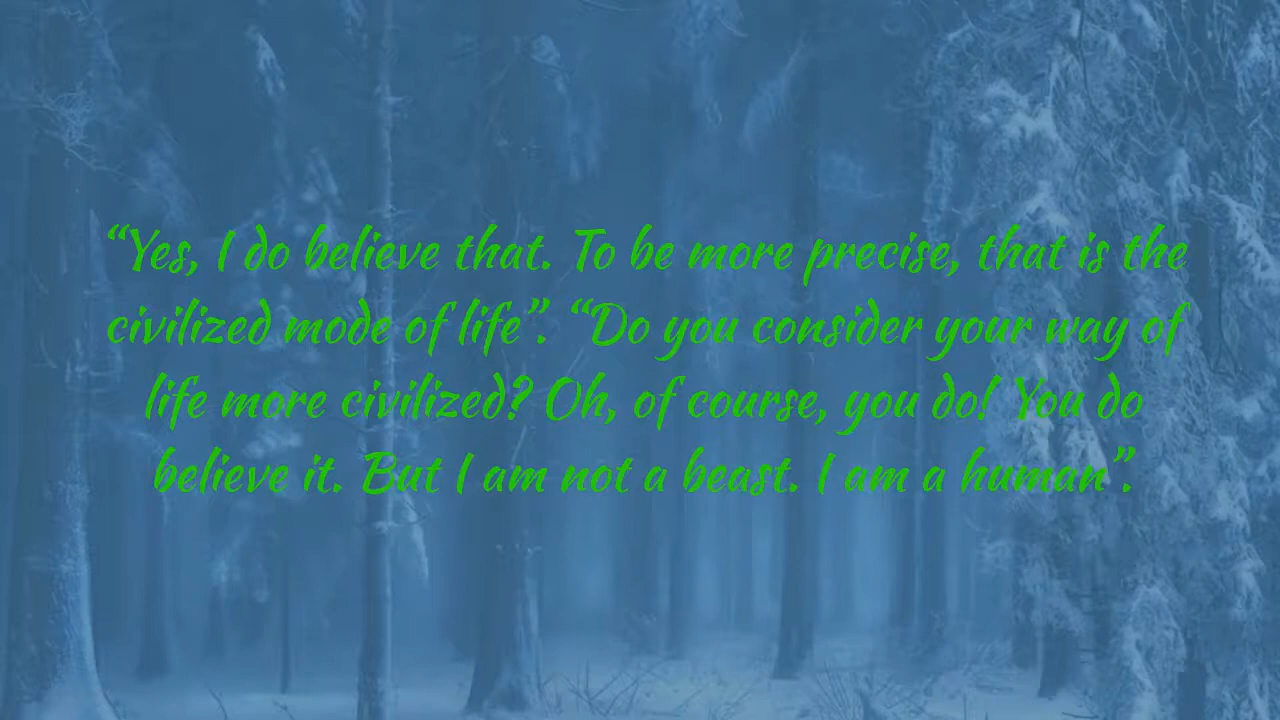 “Yes, I do believe that. To be more precise, that is the
civilized mode of life”. “Do you consider your way of
life more civilized? Oh, of course, you do! You do
believe it. But I am not a beast. I am a human”.